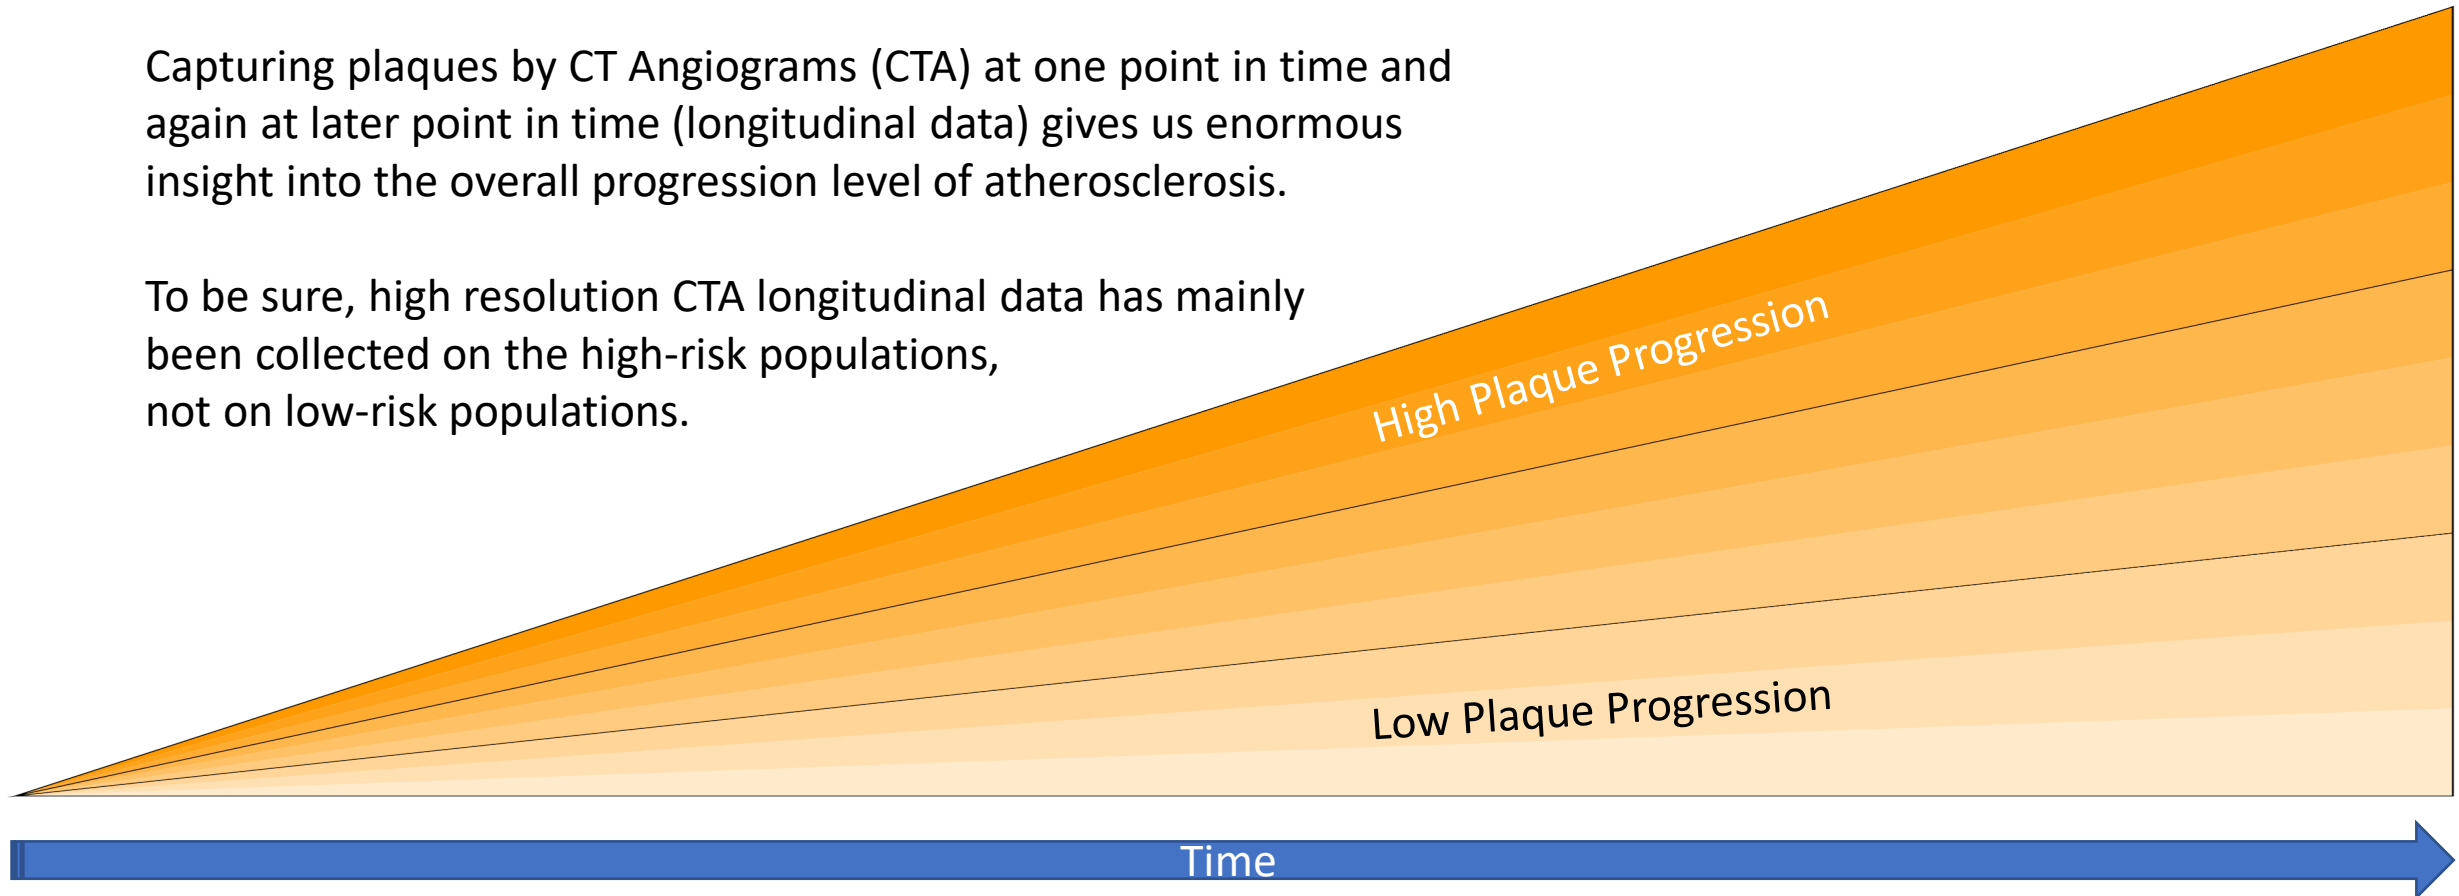 Capturing plaques by CT Angiograms (CTA) at one point in time and
again at later point in time (longitudinal data) gives us enormous
insight into the overall progression level of atherosclerosis.
To be sure, high resolution CTA longitudinal data has mainly
been collected on the high-risk populations,
not on low-risk populations.
High Plaque Progression
Low Plaque Progression
Time